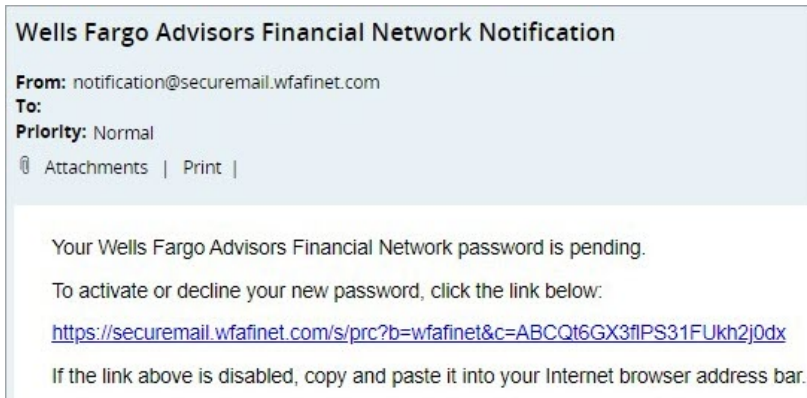 Wells Fargo Advisors Financial Network Notification
From: notification@securemail.wfafinet.com
To:
Priority: Normal
Attachments | Print |
Your Wells Fargo Advisors Financial Network password is pending.
To activate or decline your new password, click the link below:
https://securemail.wfafinet.com/s/prc?b=wfafinet&c=ABCQt6GX3flPS31FUkh2j0dx
If the link above is disabled, copy and paste it into your Internet browser address bar.